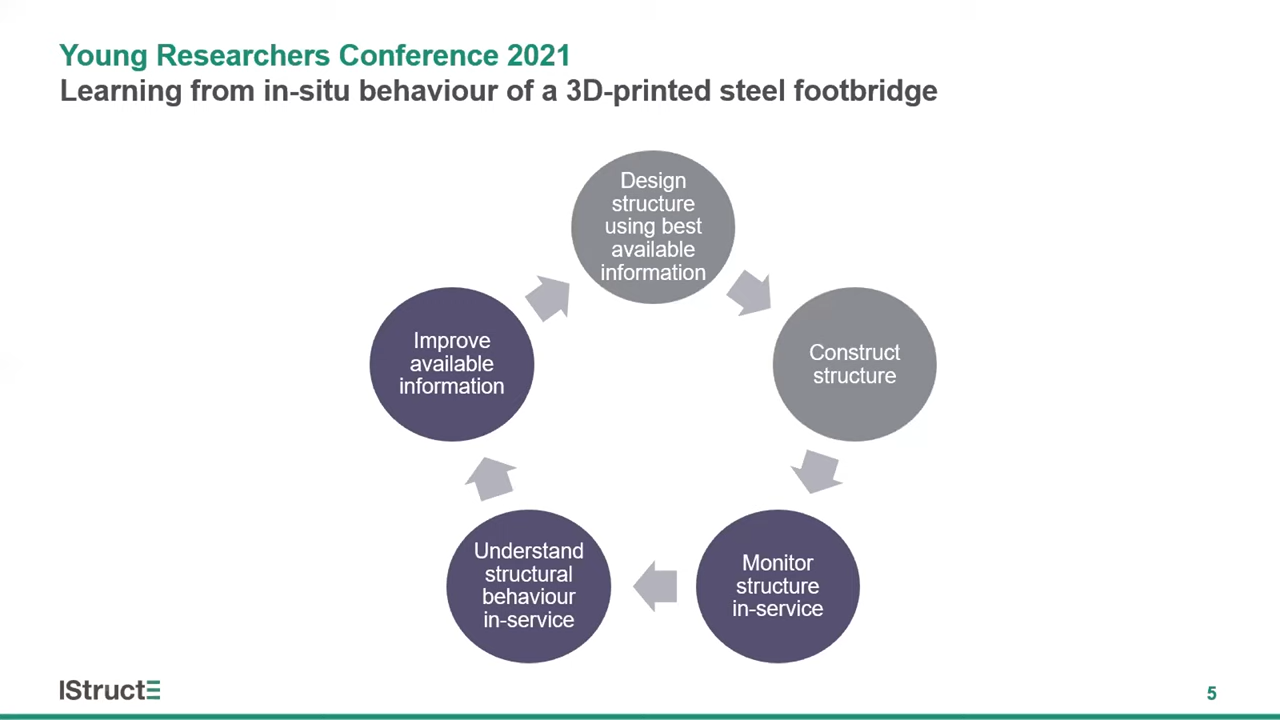 Young Researchers Conference 2021
Learning from in-situ behaviour of a 3D-printed steel footbridge
Design
structure
using best
available
information
Construct
structure
Monitor
structure
in-service
Understand
structural
behaviour
in-service
Improve
available
information
IStructE
5